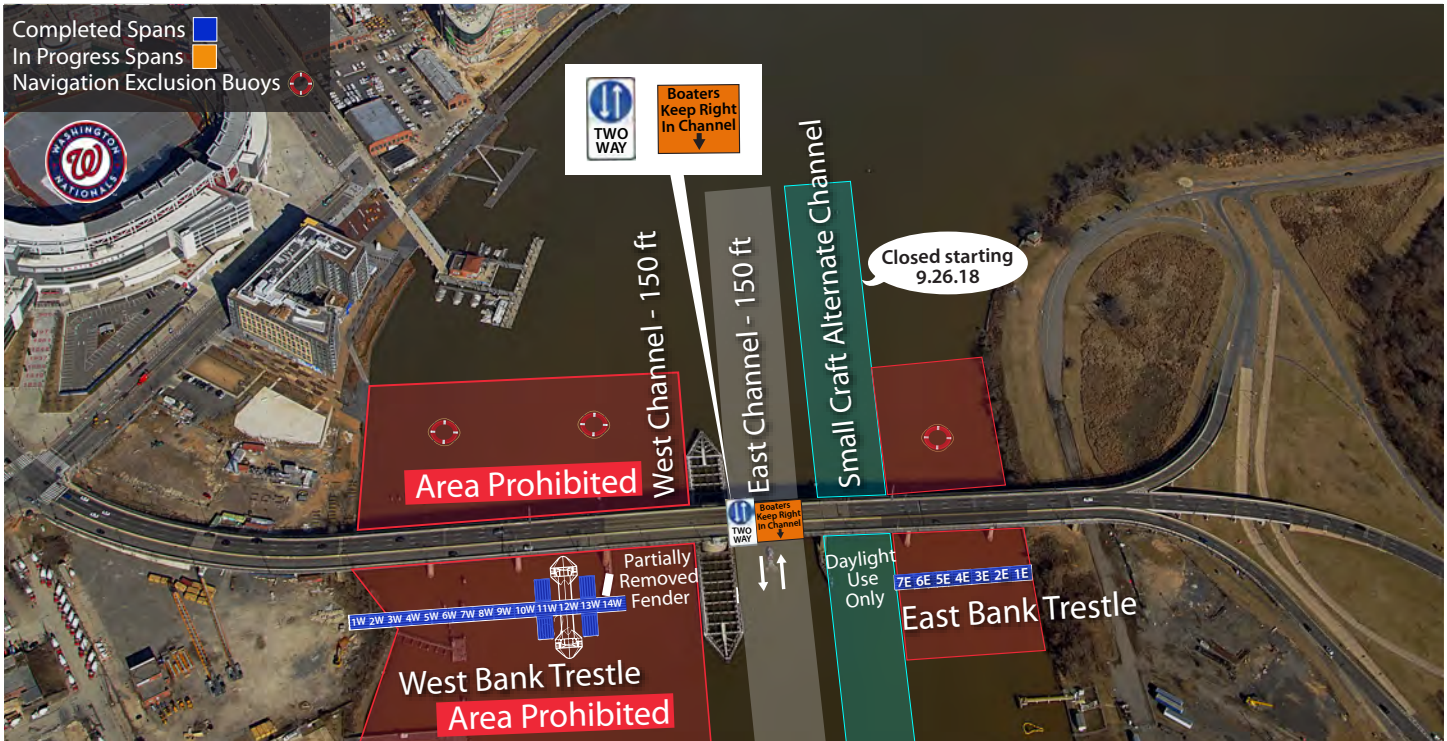 Completed Spans
In Progress Spans
Navigation Exclusion Buoys
WASHINGTON
W
NATIONALS
TWO
WAY
Boaters
Keep Right
In Channel
West Channel - 150 ft
East Channel - 150 ft
Small Craft Alternate Channel
Closed starting
9.26.18
Area Prohibited
TWO
WAY
Boaters
Keep Right
In Channel
Partially
Removed
Fender
Daylight
Use
Only
1W 2W 3W 4W 5W 6W 7W 8W 9W 10W 11W 12W 13W 14W
7E 6E 5E 4E 3E 2E 1E
East Bank Trestle
West Bank Trestle
Area Prohibited